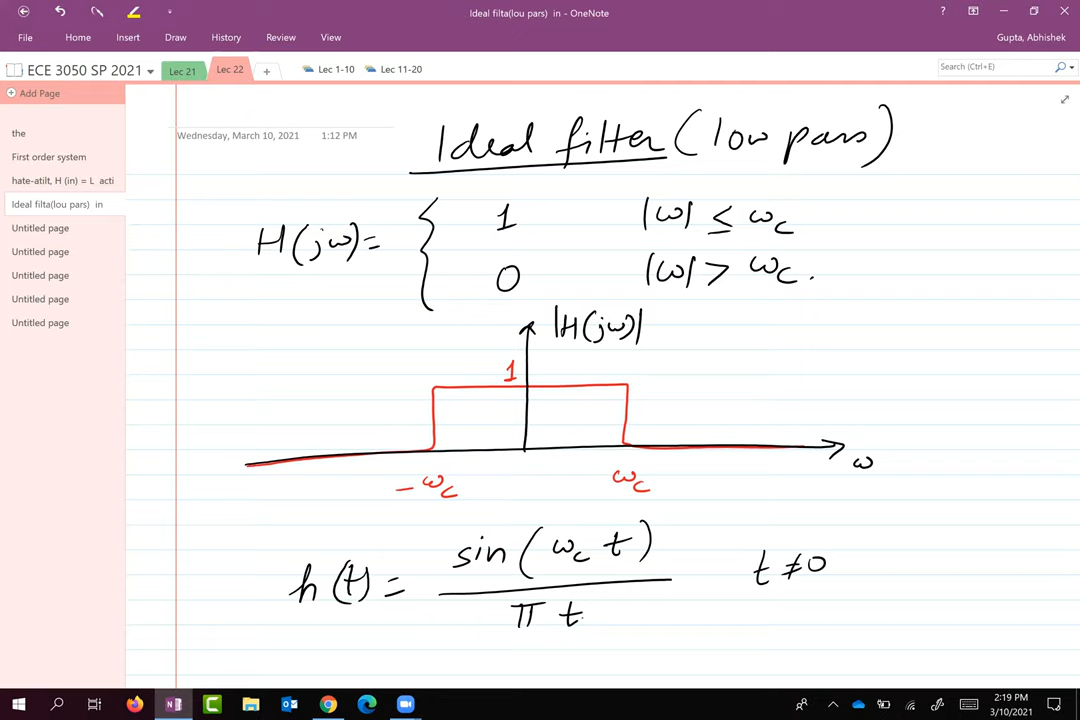 Ideal filta(lou pars) in - OneNote
?
File Home Insert Draw History Review View
Gupta, Abhishek
ECE 3050 SP 2021 Lec 21 Lec 22 + Lec 1-10 Lec 11-20
Search (Ctrl+E)
Add Page
the
First order system
hate-atilt, H (in) = L acti
Ideal filta(lou pars) in
Untitled page
Untitled page
Untitled page
Untitled page
Untitled page
Wednesday, March 10, 2021 1:12 PM
Ideal filter (low pass)
H(jω) = { 1 |ω| ≤ ωc
0 |ω| > ωc.
|H(jω)|
1
ω
-ωc ωc
h(t) = sin(ωc t) / π t t ≠ 0
2:19 PM
3/10/2021